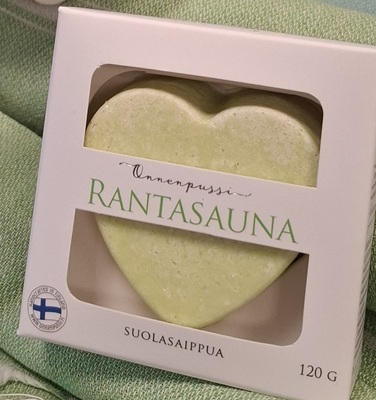 Onnenpussi
RANTASAUNA
SUOLASAIPPUA
120 G